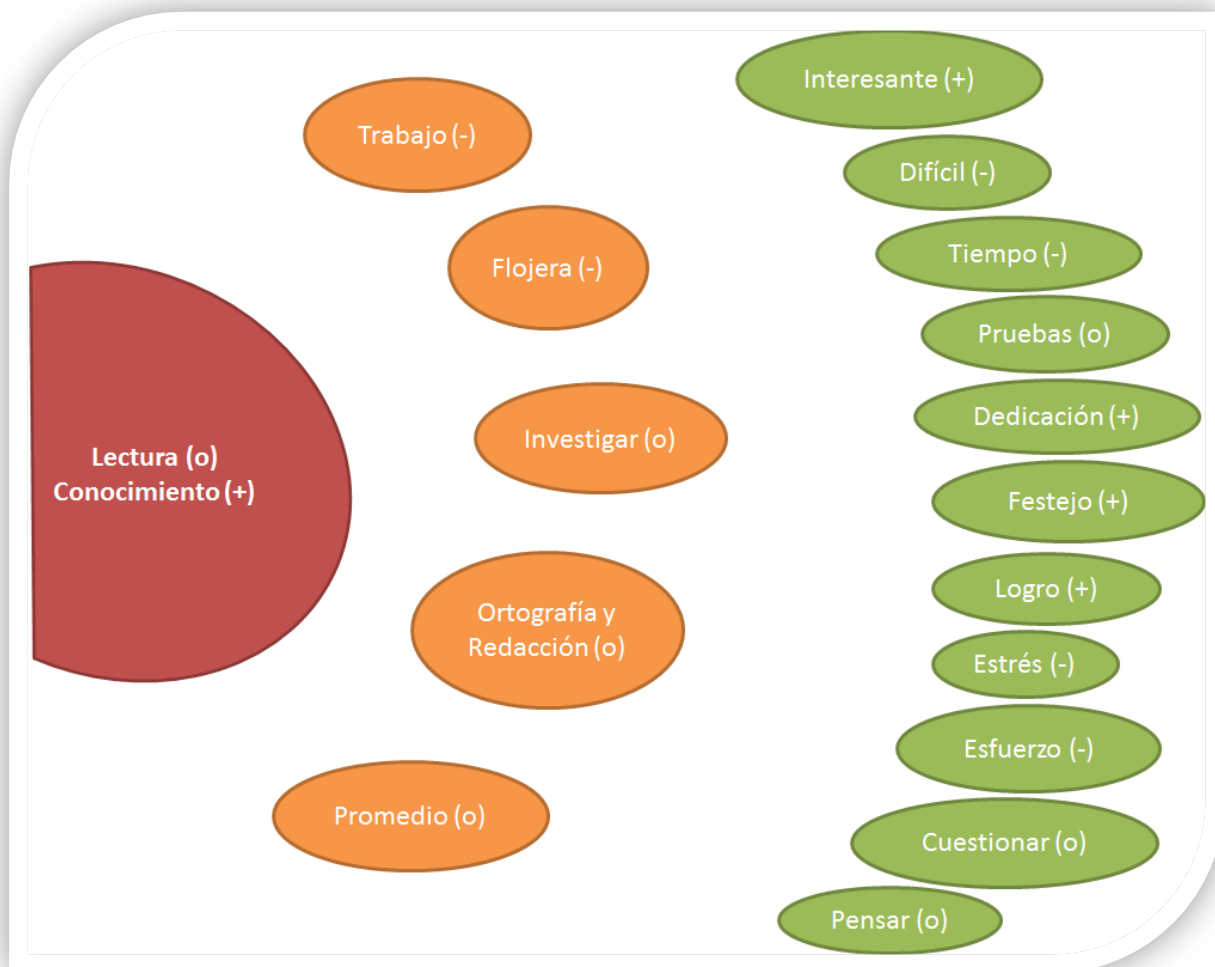 Lectura (o)
Conocimiento (+)
Trabajo (-)
Flojera (-)
Investigar (o)
Ortografía y
Redacción (o)
Promedio (o)
Interesante (+)
Difícil (-)
Tiempo (-)
Pruebas (o)
Dedicación (+)
Festejo (+)
Logro (+)
Estrés (-)
Esfuerzo (-)
Cuestionar (o)
Pensar (o)